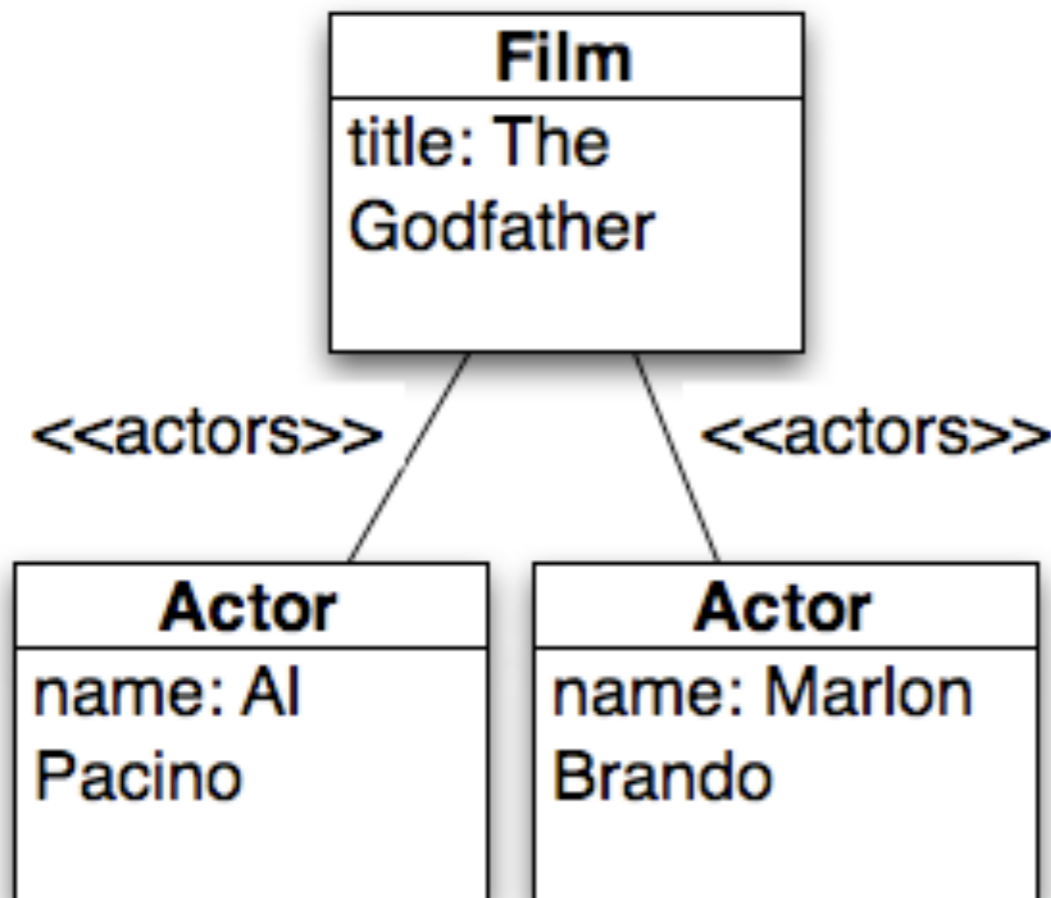 Film
title: The
Godfather
<<actors>>
<<actors>>
Actor
name: Al
Pacino
Actor
name: Marlon
Brando